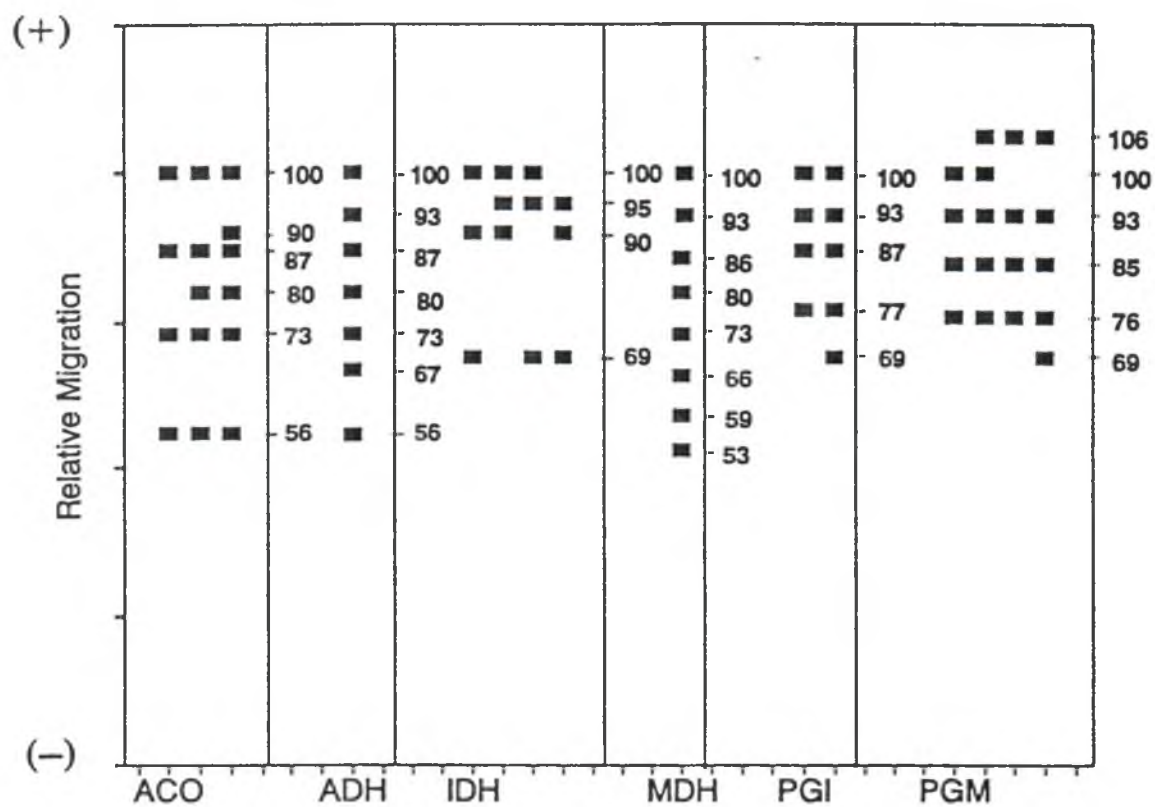 (+)
106
100 100 100 100 100
93 95 93 93 93
90 90
87 87 86 87 85
80 80 80
77 76
73 73 73
67 69 66 69 69
59
56 56
53
Relative Migration
(−)
ACO ADH IDH MDH PGI PGM